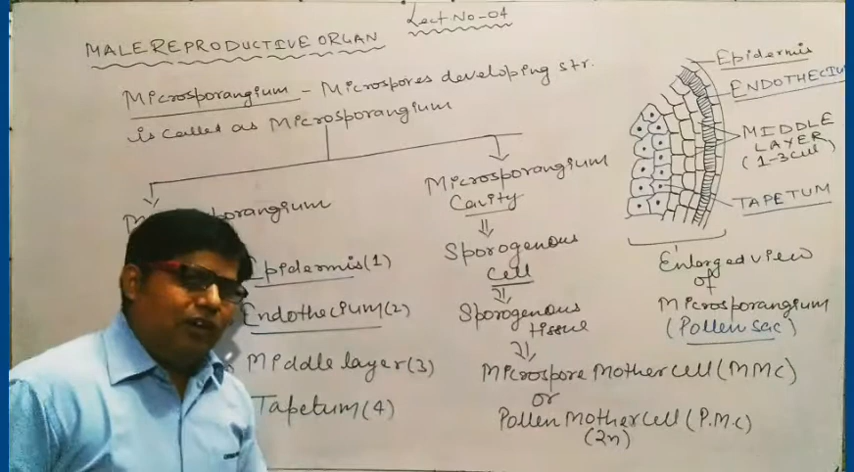 Lect No-04
MALE REPRODUCTIVE ORGAN
Microsporangium - Microspores developing str.
is called as Microsporangium
Microsporangium
Cavity
Sporogenous
cell
Sporogenous
tissue
Microspore Mother cell (MMC)
or
Pollen Mother cell (P.M.C)
(2n)
Epidermis (1)
Endothecium (2)
Middle layer (3)
Tapetum (4)
Epidermis
ENDOTHECIUM
MIDDLE
LAYER
(1-3 cell)
TAPETUM
Enlarged view
of
Microsporangium
(Pollen sac)